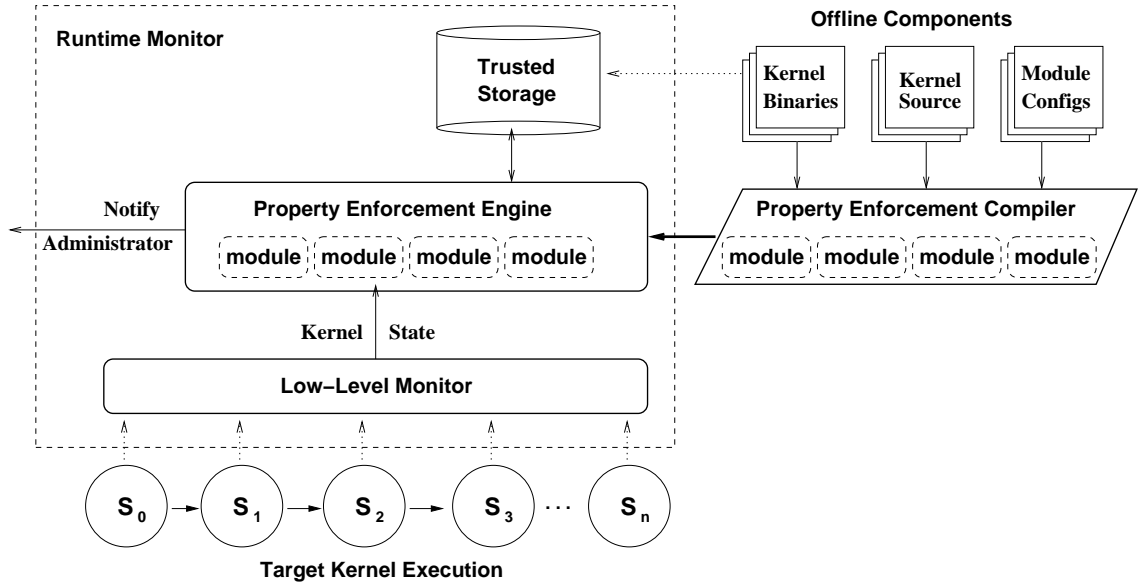 Offline Components
Runtime Monitor
Trusted
Storage
Kernel
Binaries
Kernel
Source
Module
Configs
Notify
Administrator
Property Enforcement Engine
module module module module
Property Enforcement Compiler
module module module module
Kernel State
Low-Level Monitor
S0 S1 S2 S3 ... Sn
Target Kernel Execution